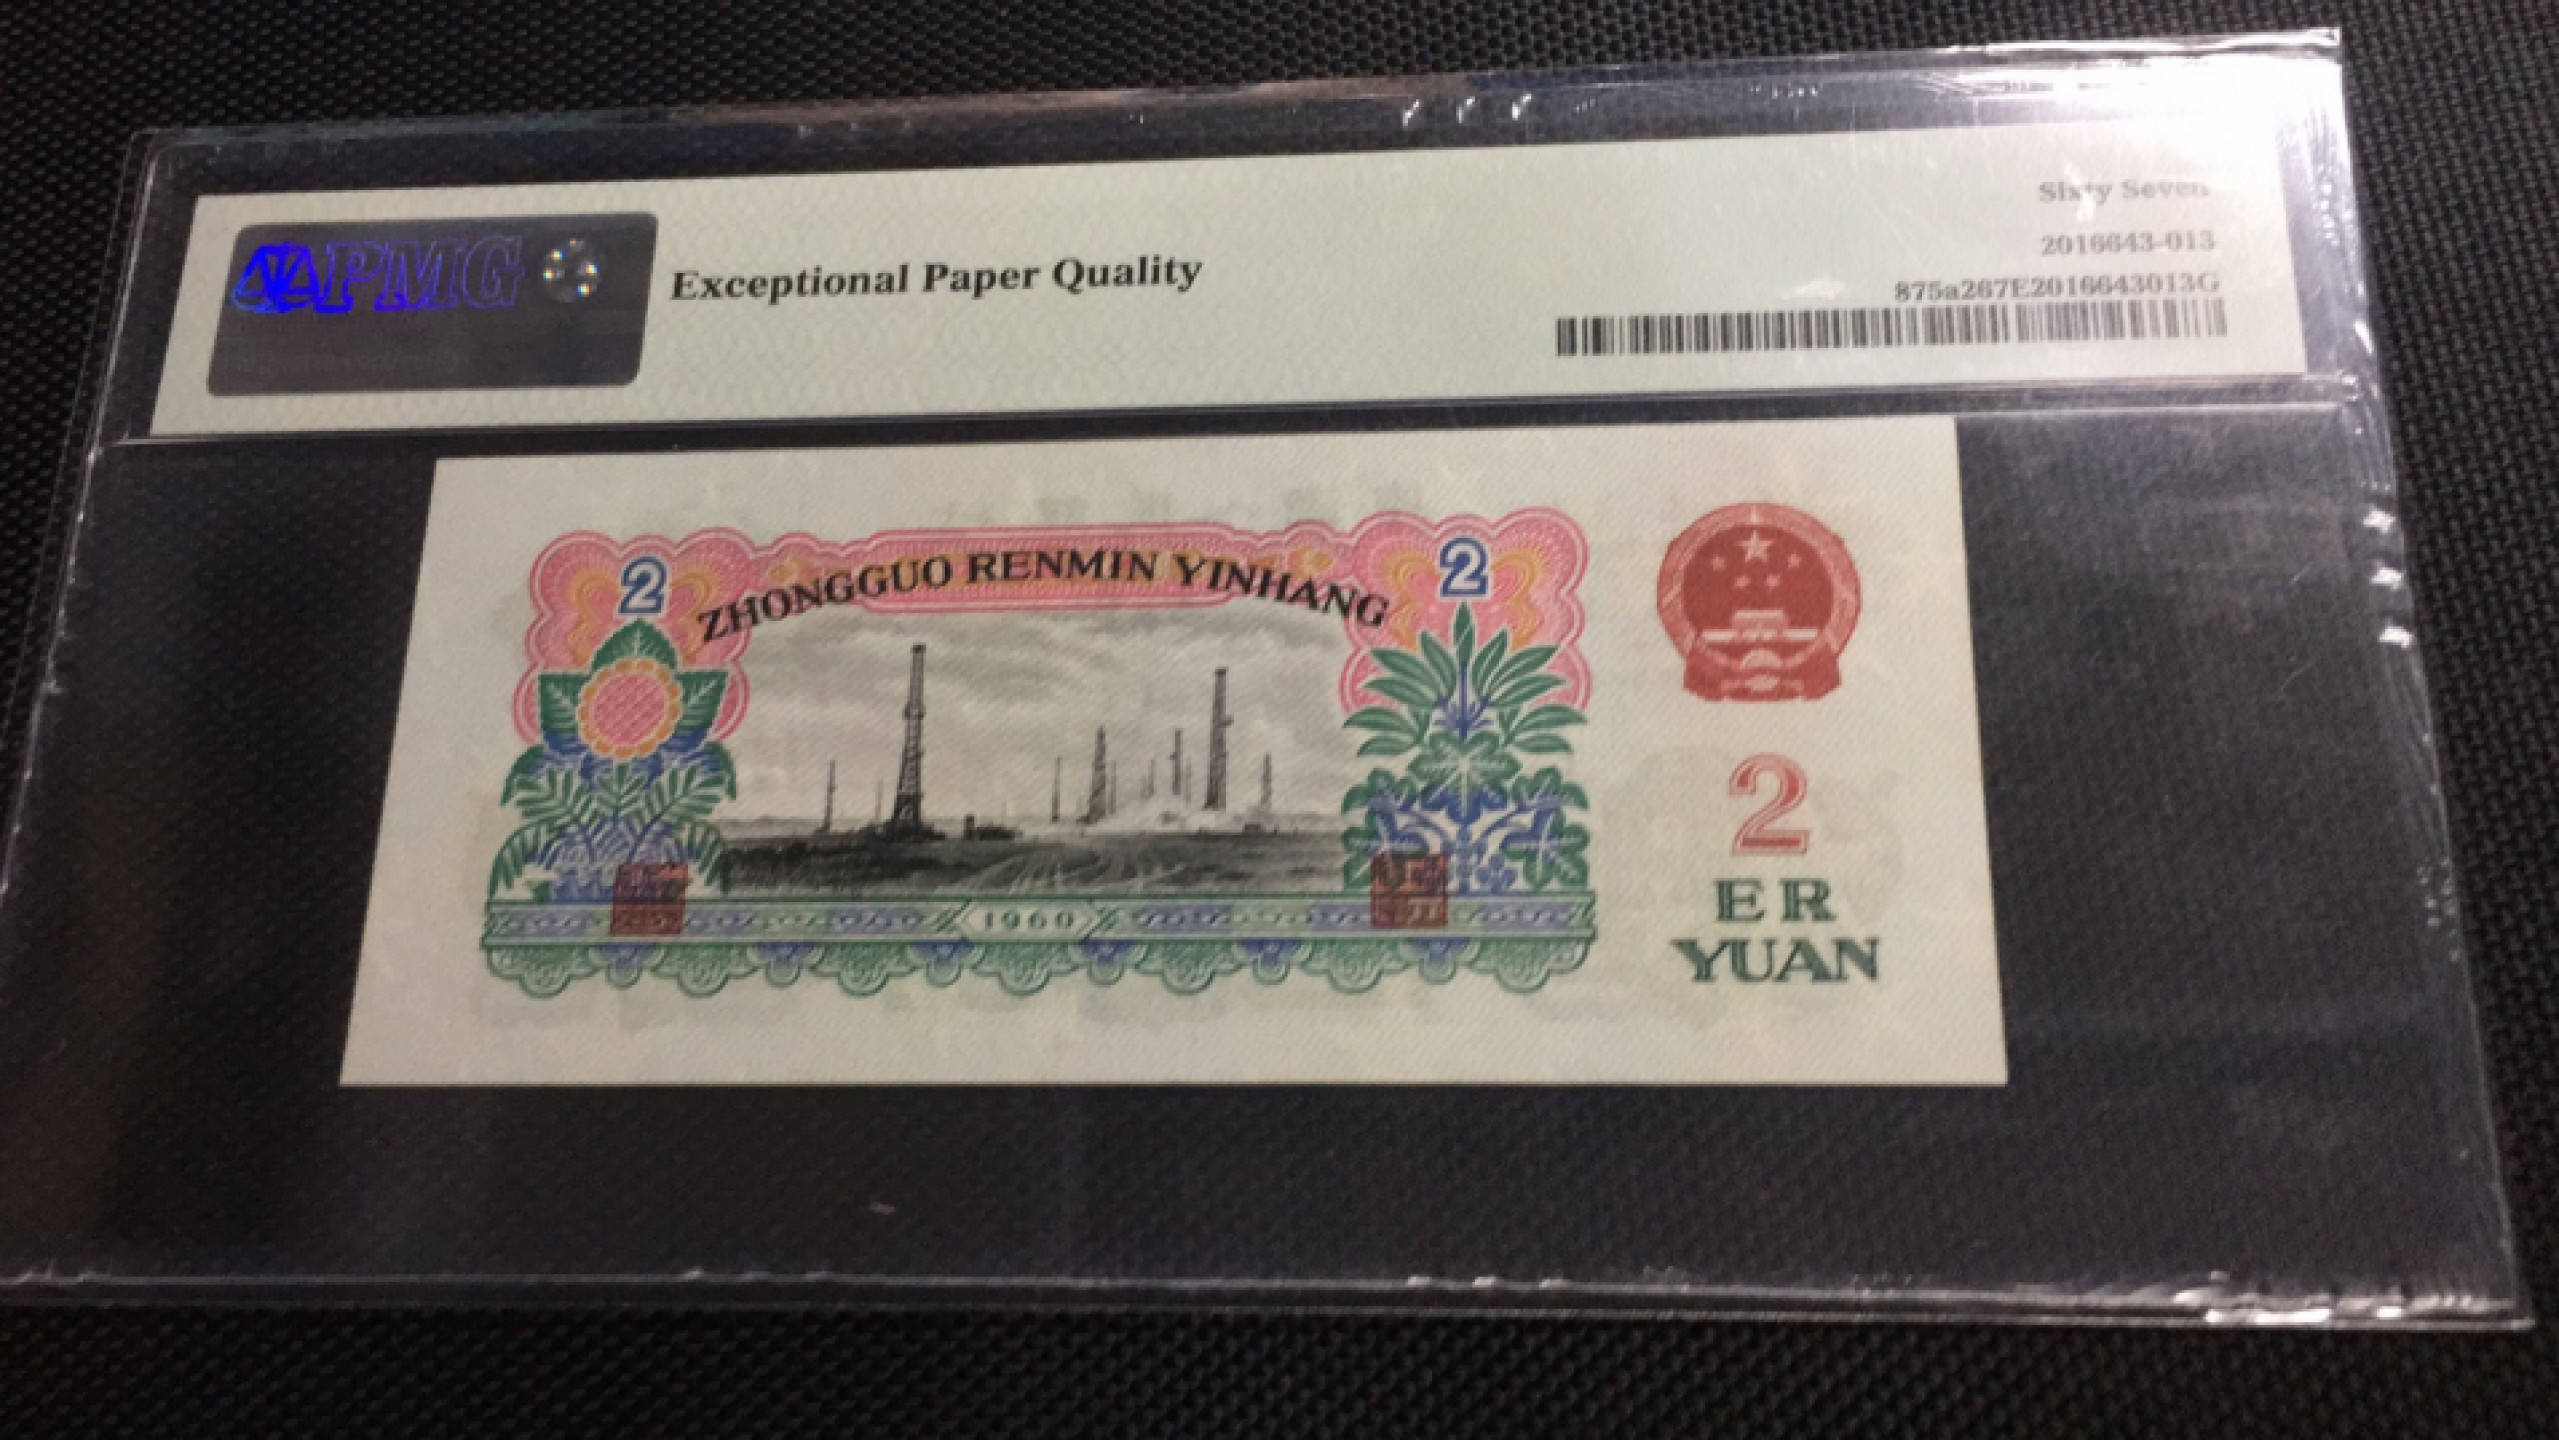 PMG
Exceptional Paper Quality
Sixty Seven
2016643-013
875a267E2016643013G
2 ZHONGGUO RENMIN YINHANG 2
1960
2
ER
YUAN